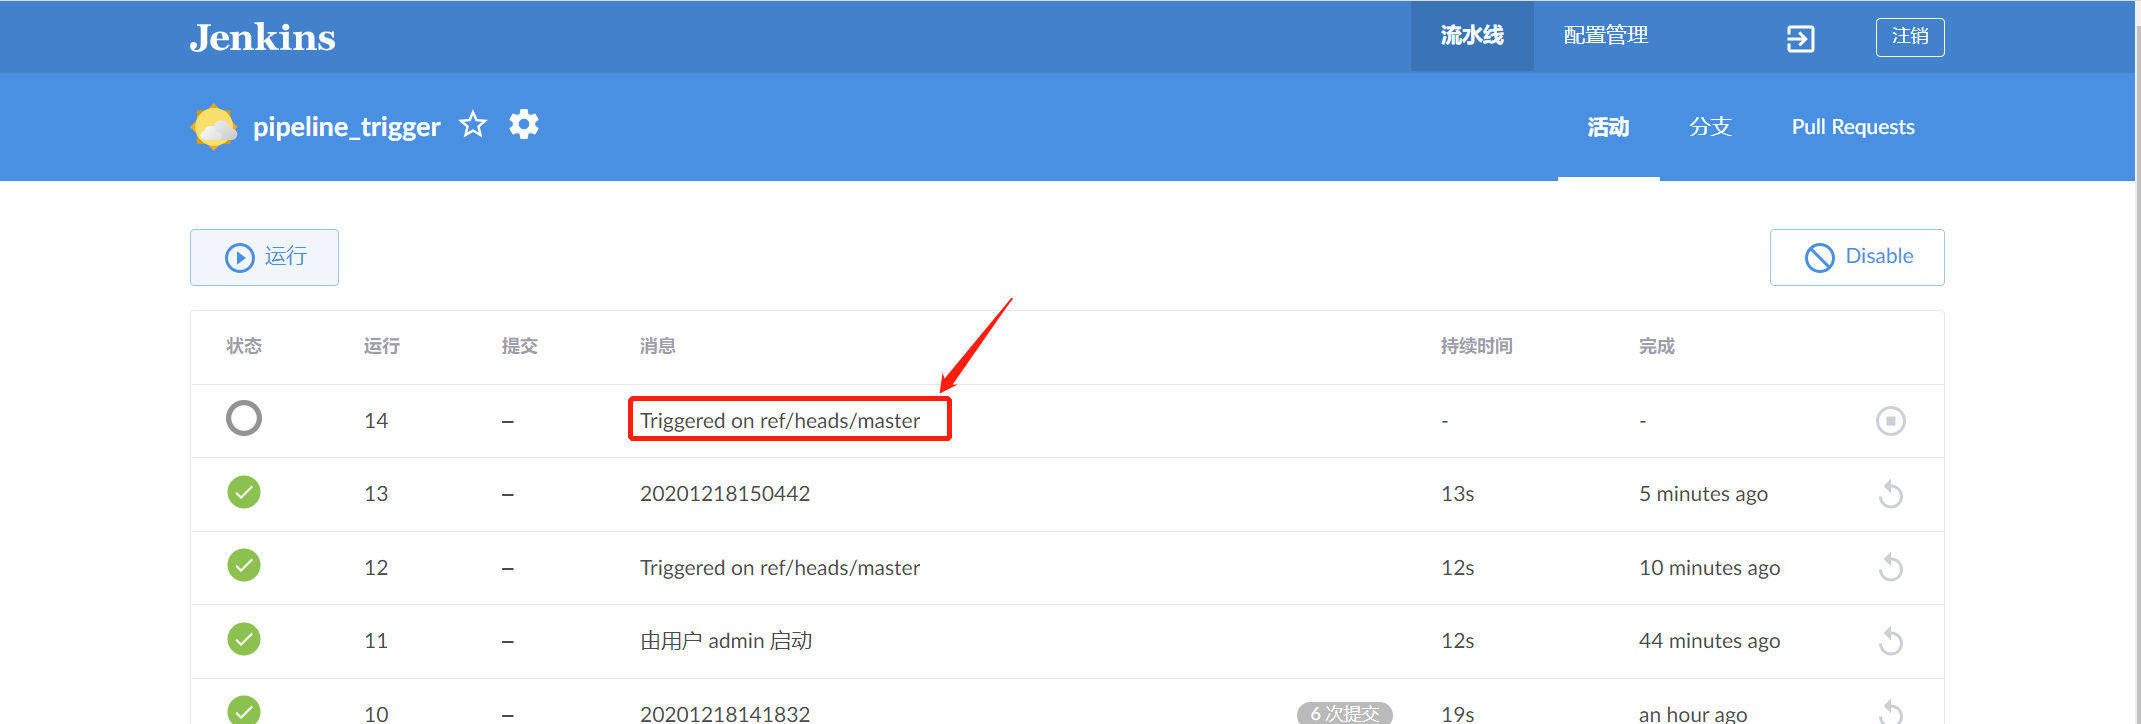 Jenkins
流水线 配置管理 注销
pipeline_trigger 活动 分支 Pull Requests
运行 Disable
状态 运行 提交 消息 持续时间 完成
14 – Triggered on ref/heads/master - -
13 – 20201218150442 13s 5 minutes ago
12 – Triggered on ref/heads/master 12s 10 minutes ago
11 – 由用户 admin 启动 12s 44 minutes ago
10 – 20201218141832 6 次提交 19s an hour ago